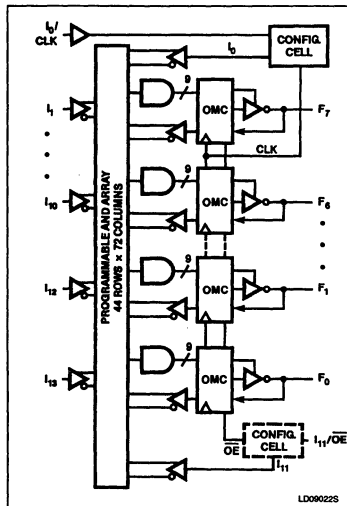 I0/
CLK
CONFIG.
CELL
I0
9
OMC
F7
I1
CLK
9
OMC
F6
I10
PROGRAMMABLE AND ARRAY
44 ROWS × 72 COLUMNS
9
OMC
F1
I12
9
OMC
F0
I13
OE
CONFIG.
CELL
I11/OE
I11
LD09022S